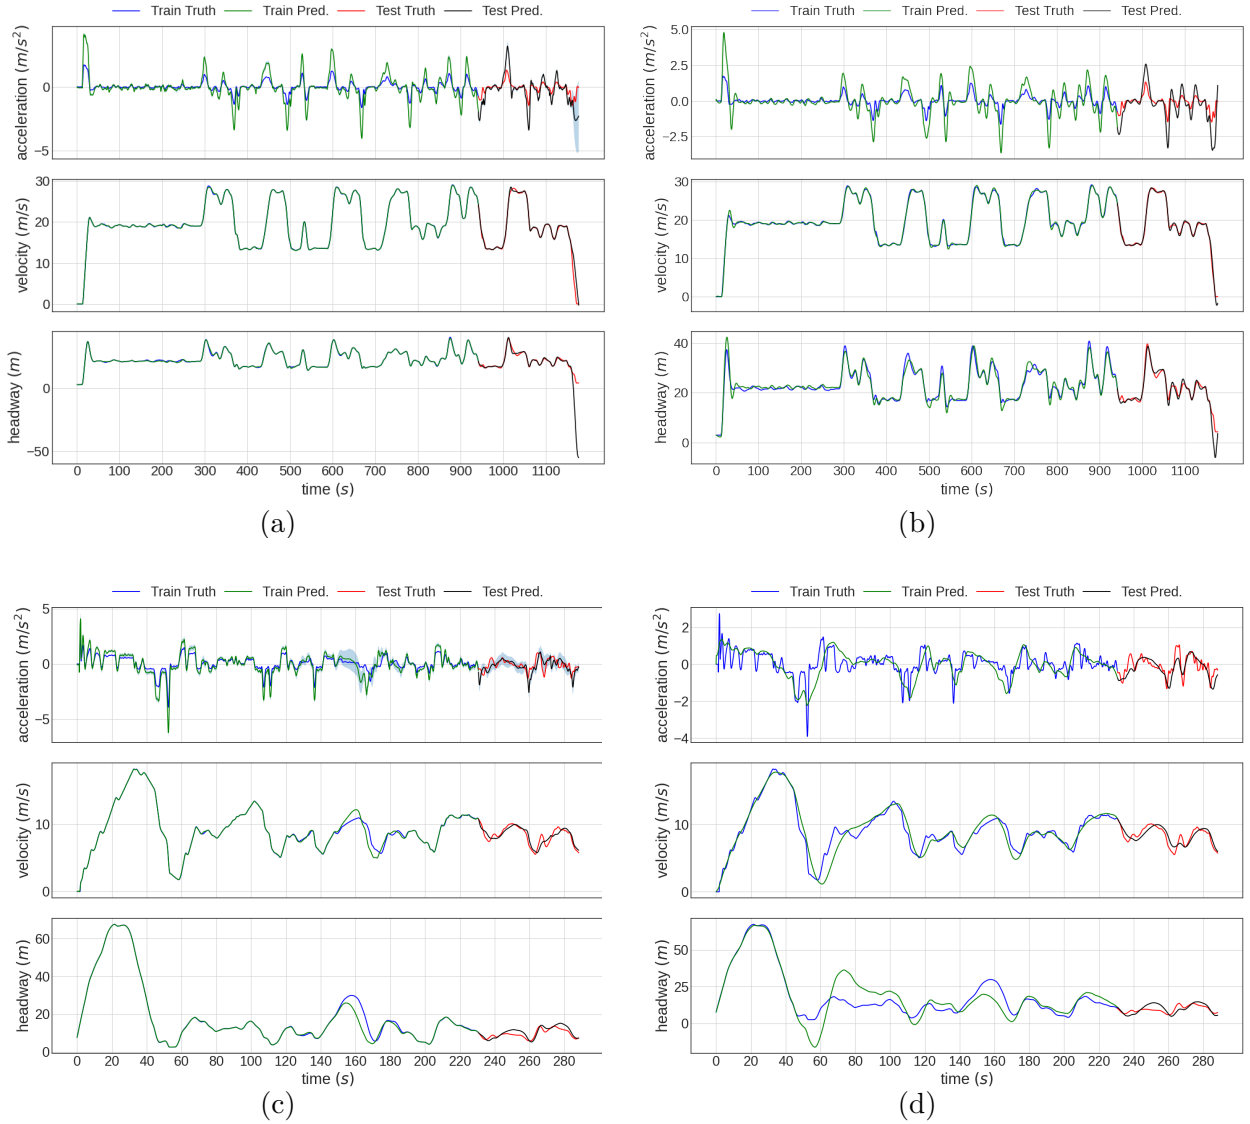 Train Truth Train Pred. Test Truth Test Pred.
acceleration (m/s²)
0
−5
velocity (m/s)
30
20
10
0
headway (m)
0
−50
0 100 200 300 400 500 600 700 800 900 1000 1100
time (s)
(a)
Train Truth Train Pred. Test Truth Test Pred.
acceleration (m/s²)
5.0
2.5
0.0
−2.5
velocity (m/s)
30
20
10
0
headway (m)
40
20
0
0 100 200 300 400 500 600 700 800 900 1000 1100
time (s)
(b)
Train Truth Train Pred. Test Truth Test Pred.
acceleration (m/s²)
5
0
−5
velocity (m/s)
10
0
headway (m)
60
40
20
0
0 20 40 60 80 100 120 140 160 180 200 220 240 260 280
time (s)
(c)
Train Truth Train Pred. Test Truth Test Pred.
acceleration (m/s²)
2
0
−2
−4
velocity (m/s)
10
0
headway (m)
50
25
0
0 20 40 60 80 100 120 140 160 180 200 220 240 260 280
time (s)
(d)